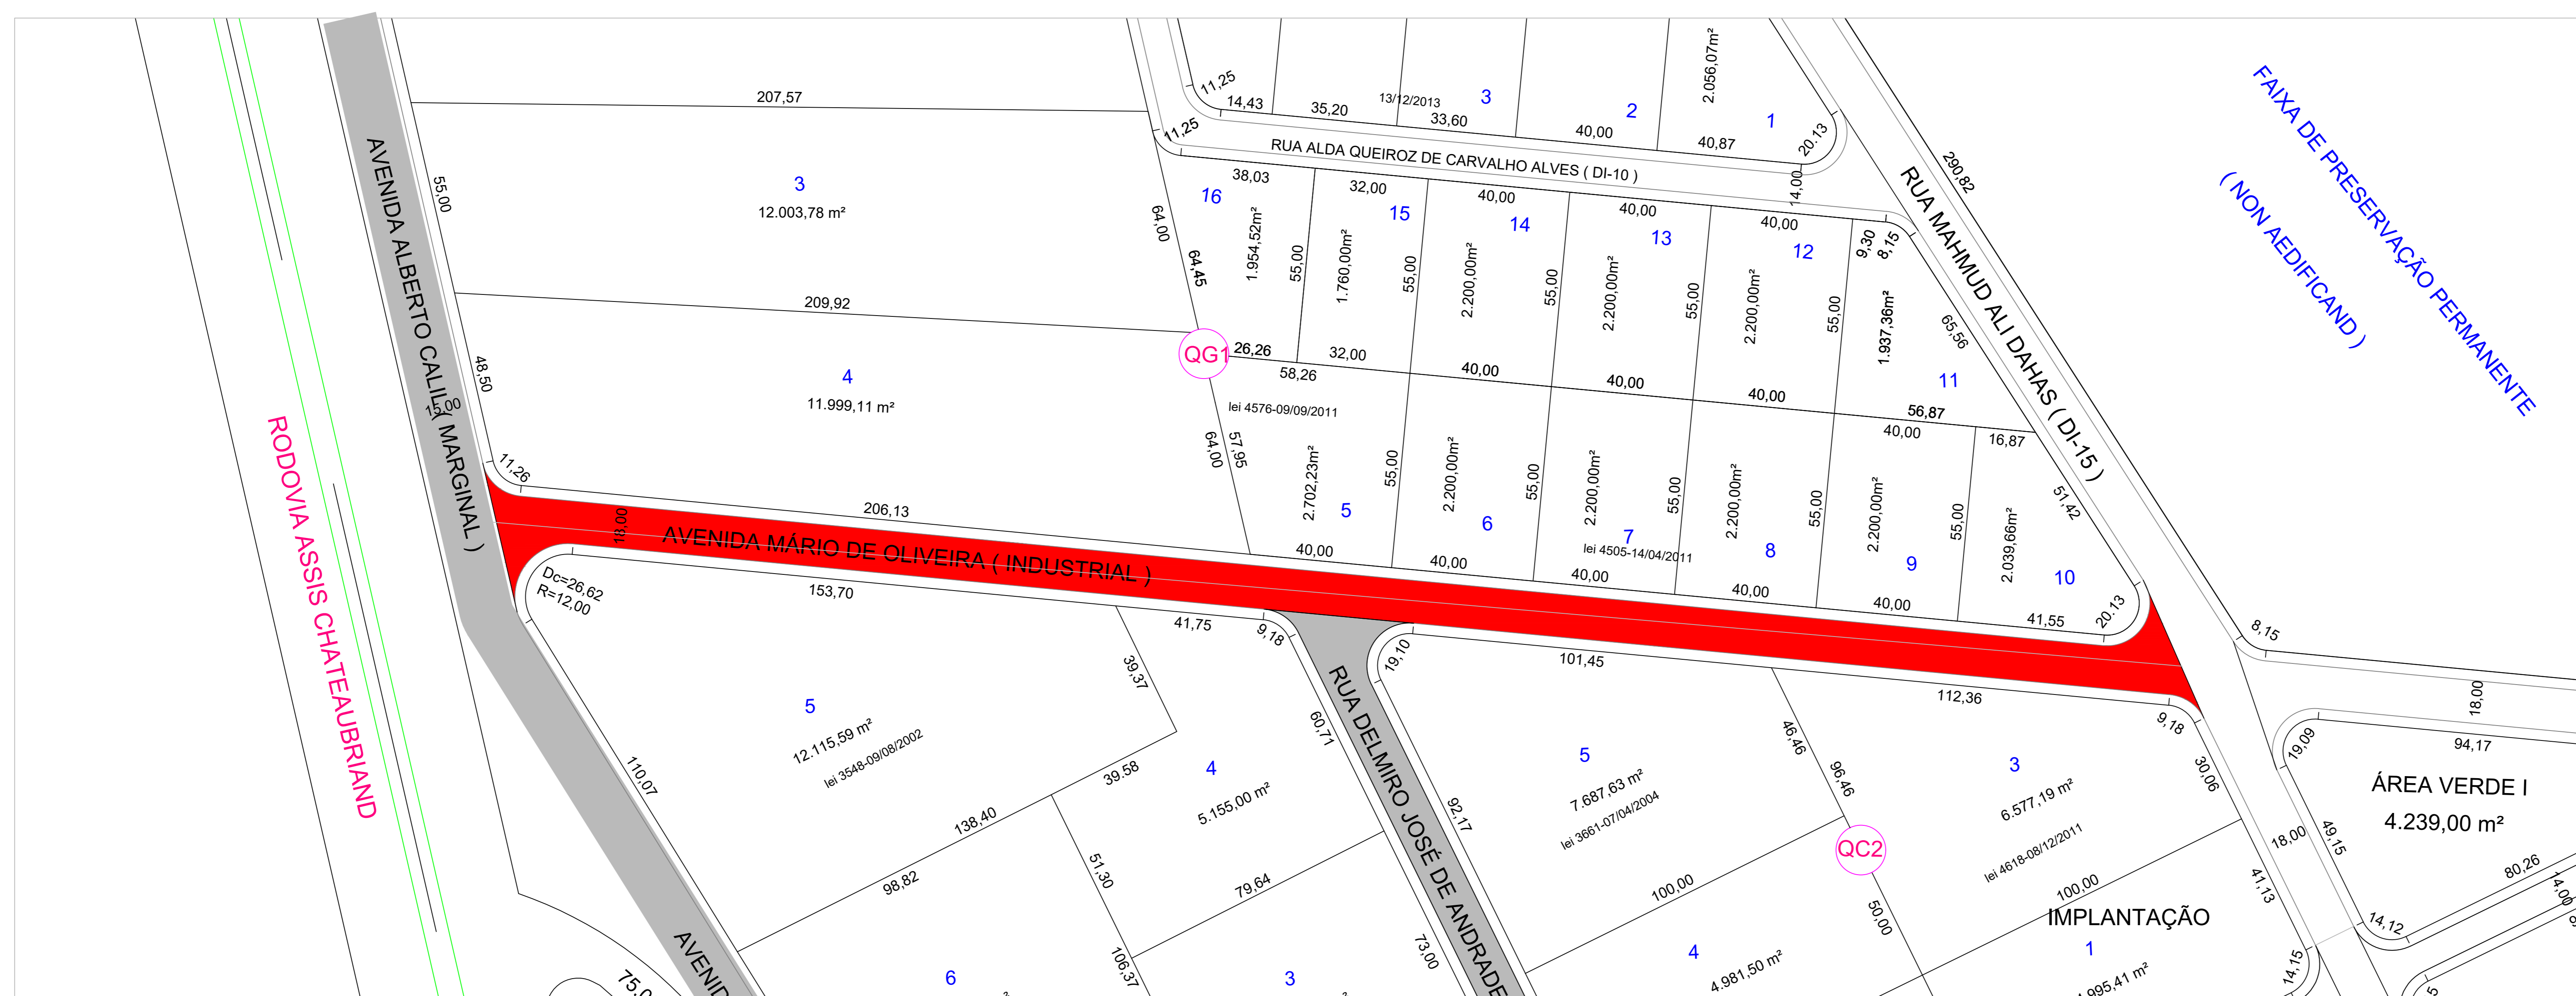 207,57
3
12.003,78 m²
55,00
209,92
4
11.999,11 m²
48,50
15,00
11,26
206,13
AVENIDA ALBERTO CALIL ( MARGINAL )
RODOVIA ASSIS CHATEAUBRIAND
18,00
AVENIDA MÁRIO DE OLIVEIRA ( INDUSTRIAL )
11,25
14,43
35,20
13/12/2013
33,60
3
2
40,00
2.056,07m²
1
40,87
20.13
11,25
RUA ALDA QUEIROZ DE CARVALHO ALVES ( DI-10 )
14,00
16
38,03
1.954,52m²
64,00
64,45
55,00
32,00
15
1.760,00m²
55,00
40,00
14
2.200,00m²
55,00
40,00
13
2.200,00m²
55,00
40,00
12
2.200,00m²
55,00
9,30
8,15
1.937,36m²
65,56
11
QG1
26,26
32,00
58,26
40,00
40,00
40,00
56,87
lei 4576-09/09/2011
64,00
57,95
2.702,23m²
5
55,00
40,00
2.200,00m²
6
55,00
40,00
2.200,00m²
7
lei 4505-14/04/2011
55,00
40,00
2.200,00m²
8
55,00
40,00
40,00
2.200,00m²
9
55,00
40,00
16,87
51,42
2.039,66m²
10
41,55
20.13
RUA MAHMUD ALI DAHAS ( DI-15 )
290,82
FAIXA DE PRESERVAÇÃO PERMANENTE
( NON AEDIFICAND )
Dc=26,62
R=12,00
153,70
41,75
9,18
39,37
5
12.115,59 m²
lei 3548-09/08/2002
110,07
138,40
39.58
4
5.155,00 m²
60,71
98,82
51,30
79,64
106,37
73,00
6
3
75,0
AVENID
RUA DELMIRO JOSÉ DE ANDRADE
19,10
101,45
112,36
9,18
5
7.687,63 m²
lei 3661-07/04/2004
92,17
46,46
96,46
QC2
3
6.577,19 m²
lei 4618-08/12/2011
30,06
100,00
100,00
50,00
4
4.981,50 m²
IMPLANTAÇÃO
1
.995,41 m²
41,13
14,15
8,15
18,00
19,09
94,17
ÁREA VERDE I
4.239,00 m²
18,00
49,15
80,26
14,00
14,12